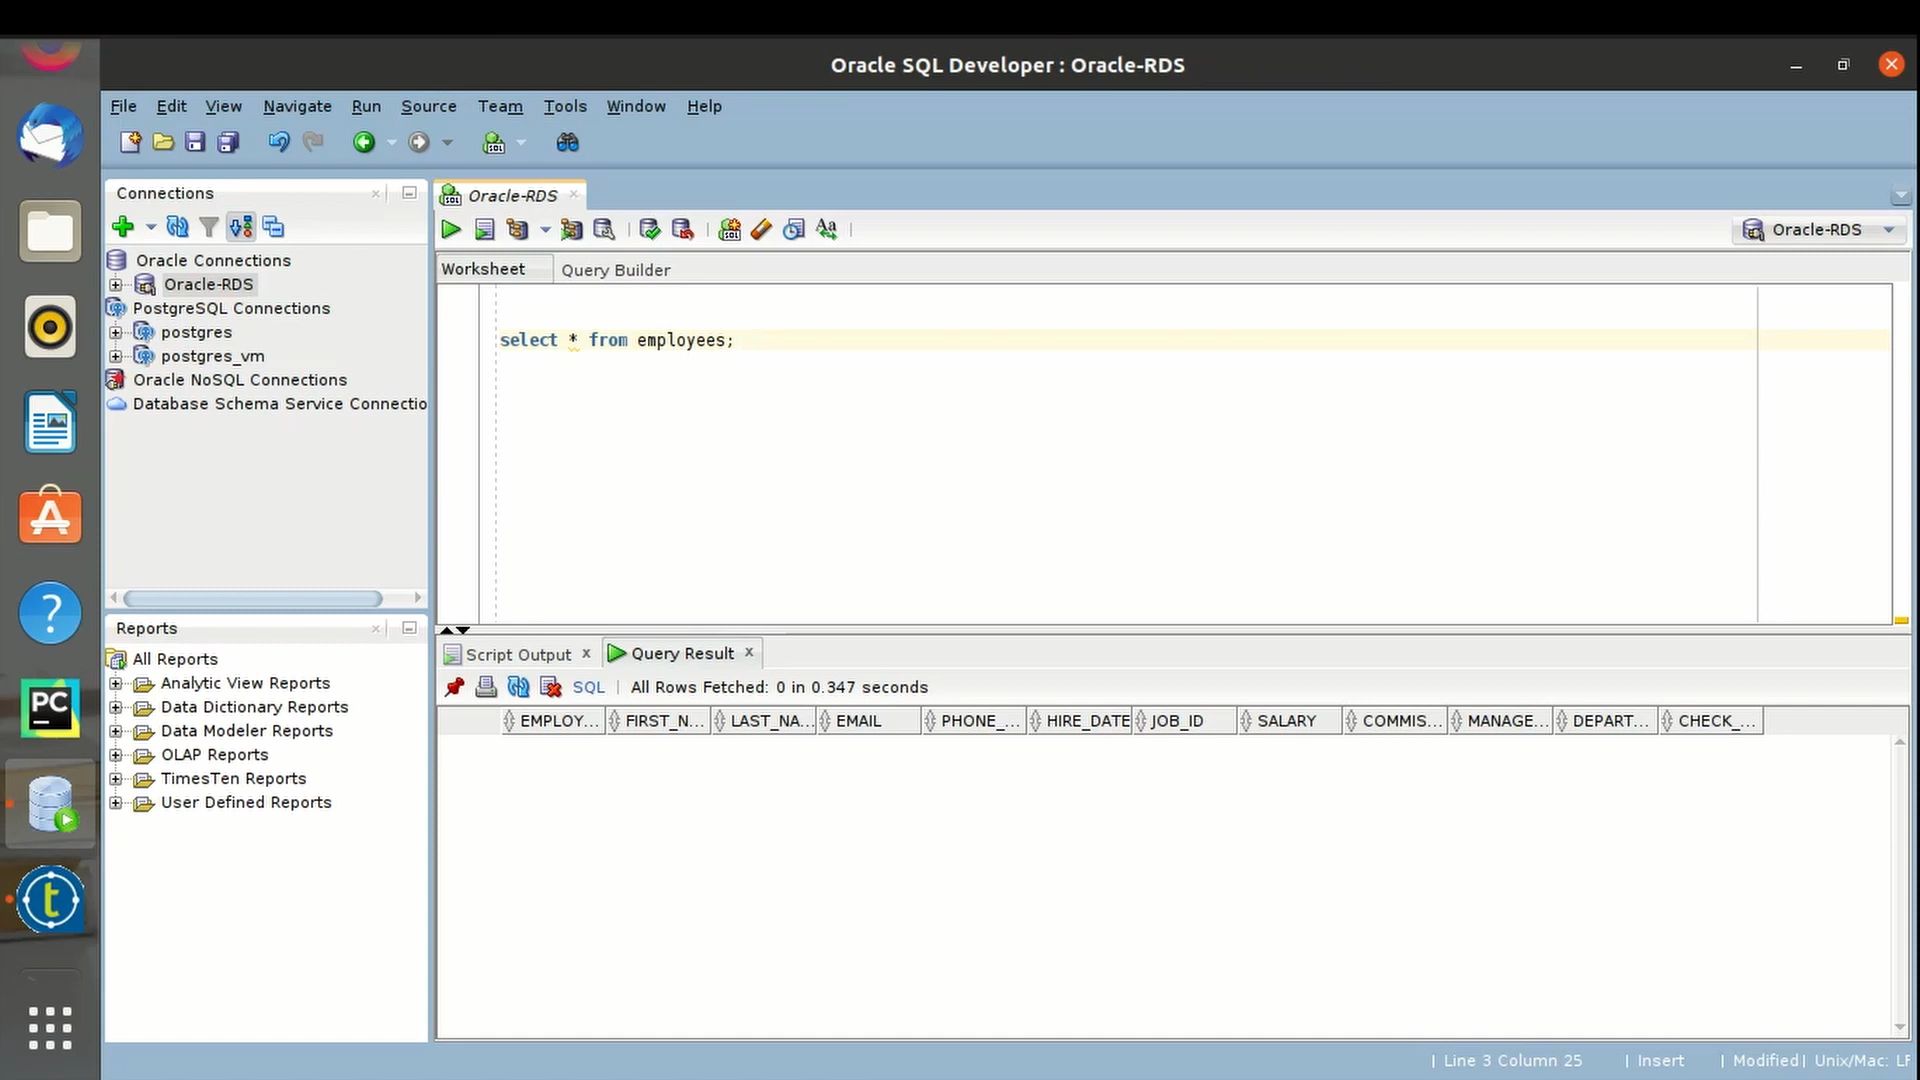 Oracle SQL Developer : Oracle-RDS
File Edit View Navigate Run Source Team Tools Window Help
Connections
Oracle Connections
Oracle-RDS
PostgreSQL Connections
postgres
postgres_vm
Oracle NoSQL Connections
Database Schema Service Connectio
Reports
All Reports
Analytic View Reports
Data Dictionary Reports
Data Modeler Reports
OLAP Reports
TimesTen Reports
User Defined Reports
Oracle-RDS
Oracle-RDS
Worksheet Query Builder
select * from employees;
Script Output Query Result
SQL | All Rows Fetched: 0 in 0.347 seconds
EMPLOY... FIRST_N... LAST_NA... EMAIL PHONE_... HIRE_DATE JOB_ID SALARY COMMIS... MANAGE... DEPART... CHECK_...
| Line 3 Column 25 | Insert | Modified | Unix/Mac: LF
PC
t